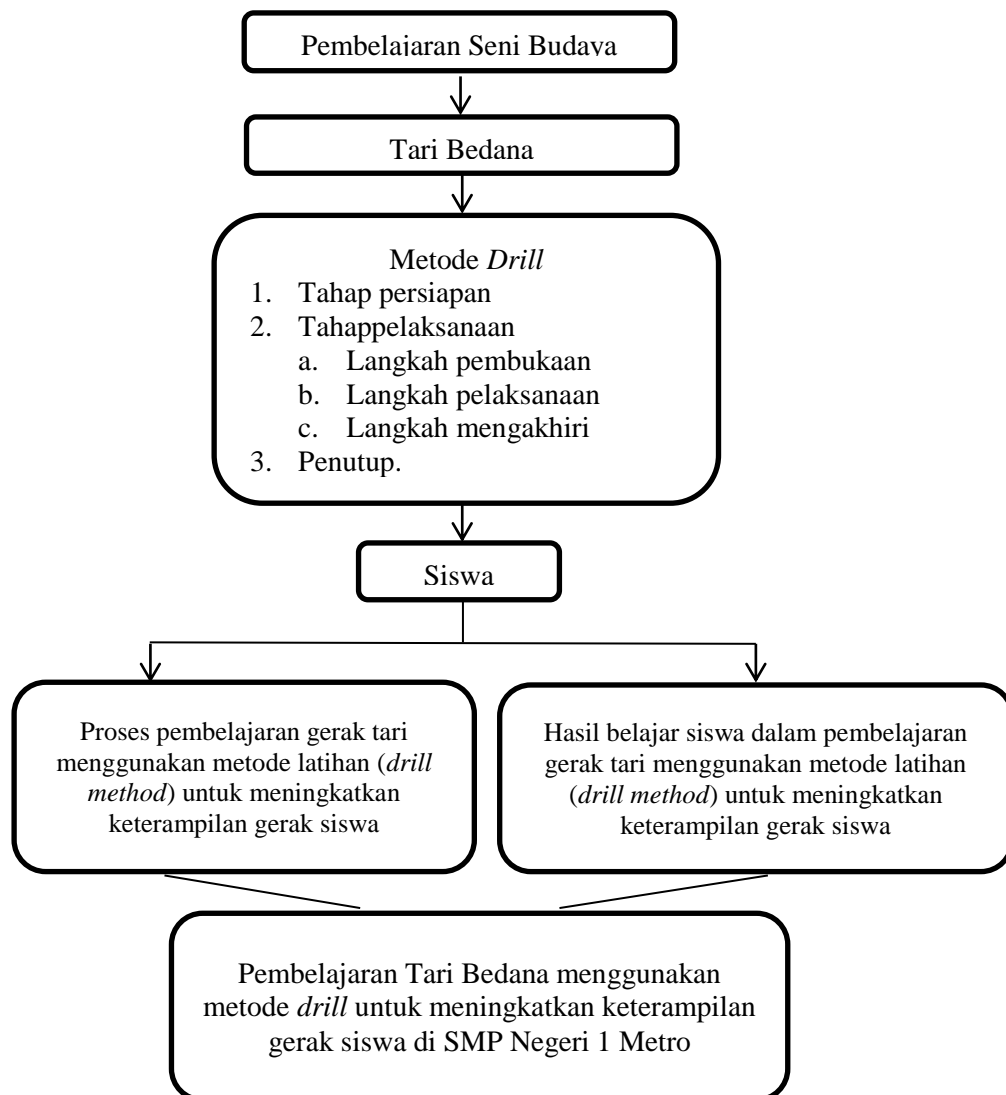 Pembelajaran Seni Budaya
Tari Bedana
Metode Drill
1. Tahap persiapan
2. Tahappelaksanaan
a. Langkah pembukaan
b. Langkah pelaksanaan
c. Langkah mengakhiri
3. Penutup.
Siswa
Proses pembelajaran gerak tari
menggunakan metode latihan (drill
method) untuk meningkatkan
keterampilan gerak siswa
Hasil belajar siswa dalam pembelajaran
gerak tari menggunakan metode latihan
(drill method) untuk meningkatkan
keterampilan gerak siswa
Pembelajaran Tari Bedana menggunakan
metode drill untuk meningkatkan keterampilan
gerak siswa di SMP Negeri 1 Metro